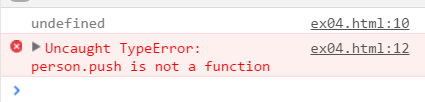 undefined ex04.html:10
Uncaught TypeError: ex04.html:12
person.push is not a function